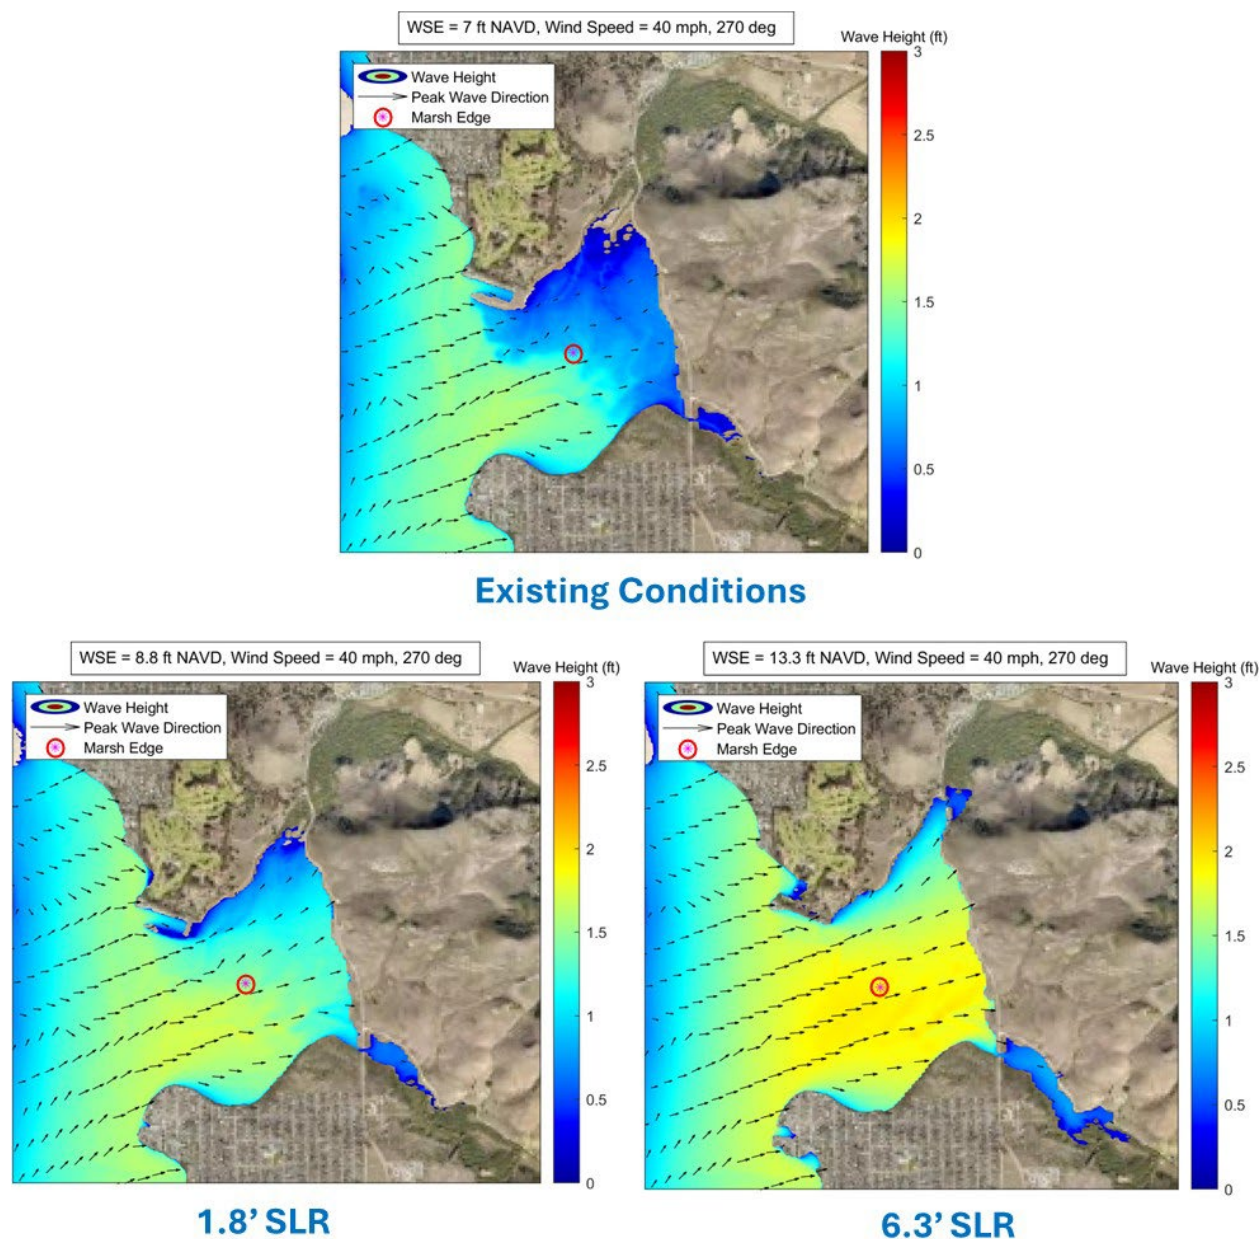 WSE = 7 ft NAVD, Wind Speed = 40 mph, 270 deg
Wave Height (ft)
Wave Height
Peak Wave Direction
Marsh Edge
3
2.5
2
1.5
1
0.5
0
Existing Conditions
WSE = 8.8 ft NAVD, Wind Speed = 40 mph, 270 deg
Wave Height (ft)
Wave Height
Peak Wave Direction
Marsh Edge
3
2.5
2
1.5
1
0.5
0
1.8’ SLR
WSE = 13.3 ft NAVD, Wind Speed = 40 mph, 270 deg
Wave Height (ft)
Wave Height
Peak Wave Direction
Marsh Edge
3
2.5
2
1.5
1
0.5
0
6.3’ SLR